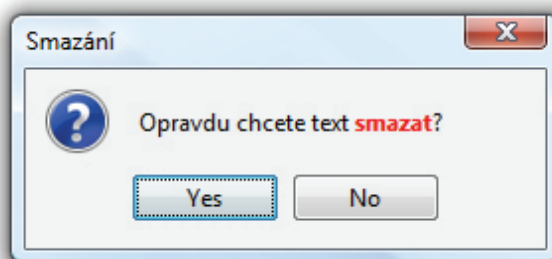 Smazání
Opravdu chcete text smazat?
Yes
No